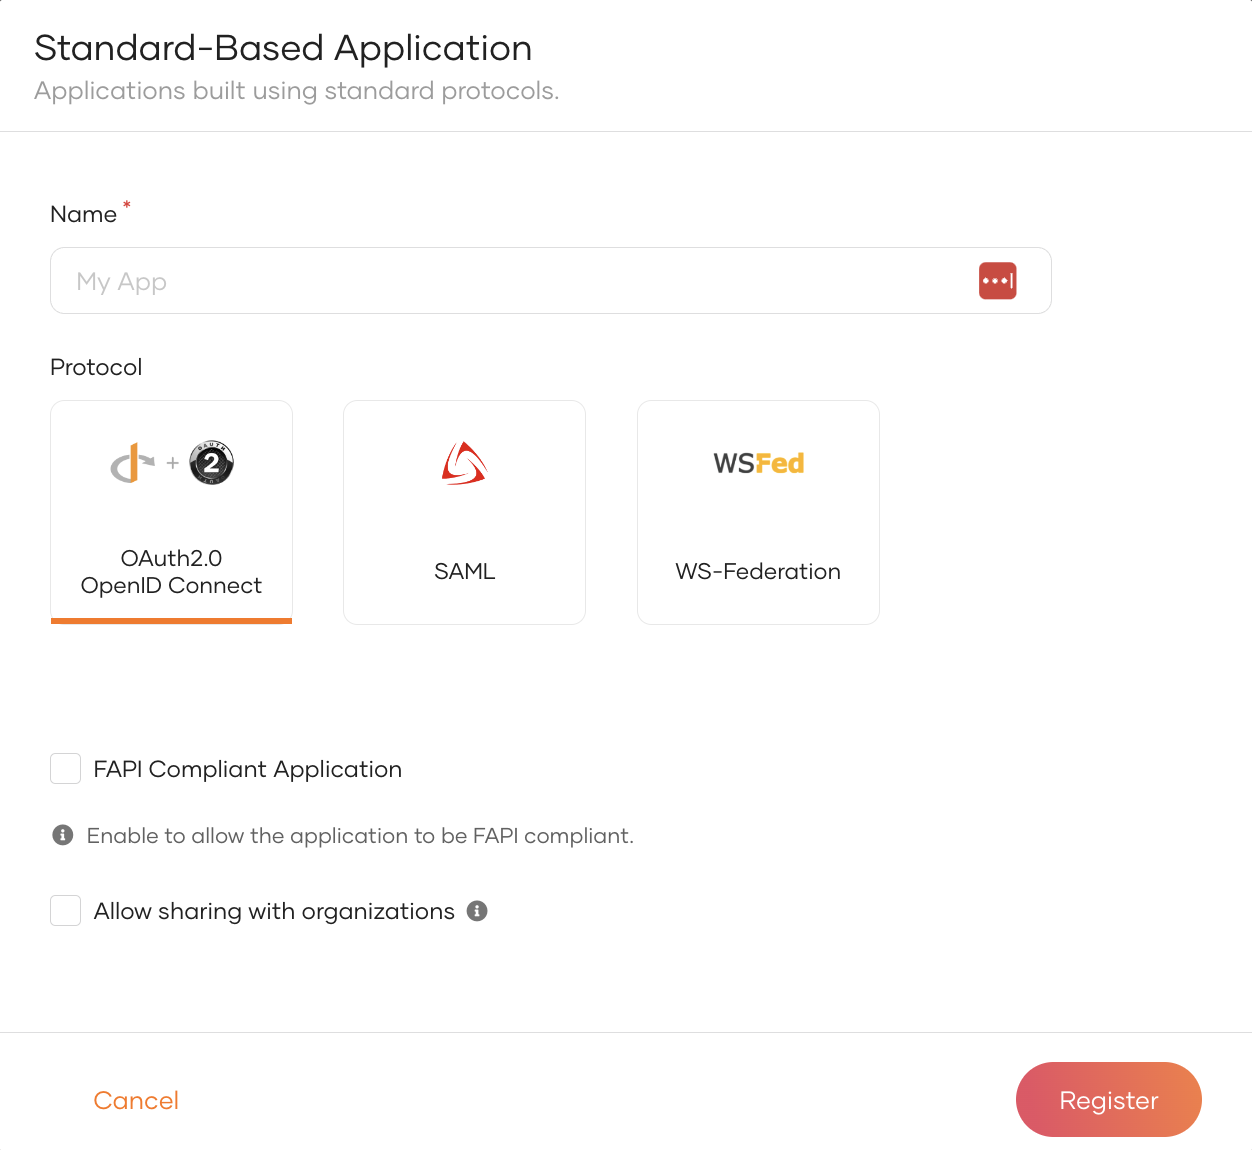 Standard-Based Application
Applications built using standard protocols.
Name *
My App
Protocol
+ OAUTH 2
WSFed
OAuth2.0
OpenID Connect
SAML
WS-Federation
FAPI Compliant Application
Enable to allow the application to be FAPI compliant.
Allow sharing with organizations
Cancel
Register